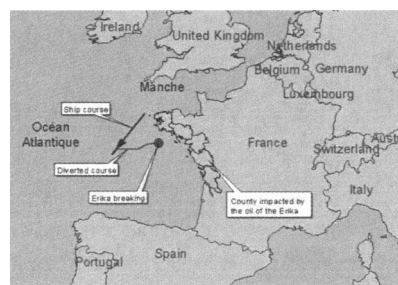 Ireland
United Kingdom
Netherlands
Belgium
Germany
Luxembourg
Manche
Ship course
Océan
Atlantique
France
Switzerland
Aust
Diverted course
Erika breaking
County impacted by
the oil of the Erika
Italy
Spain
Portugal